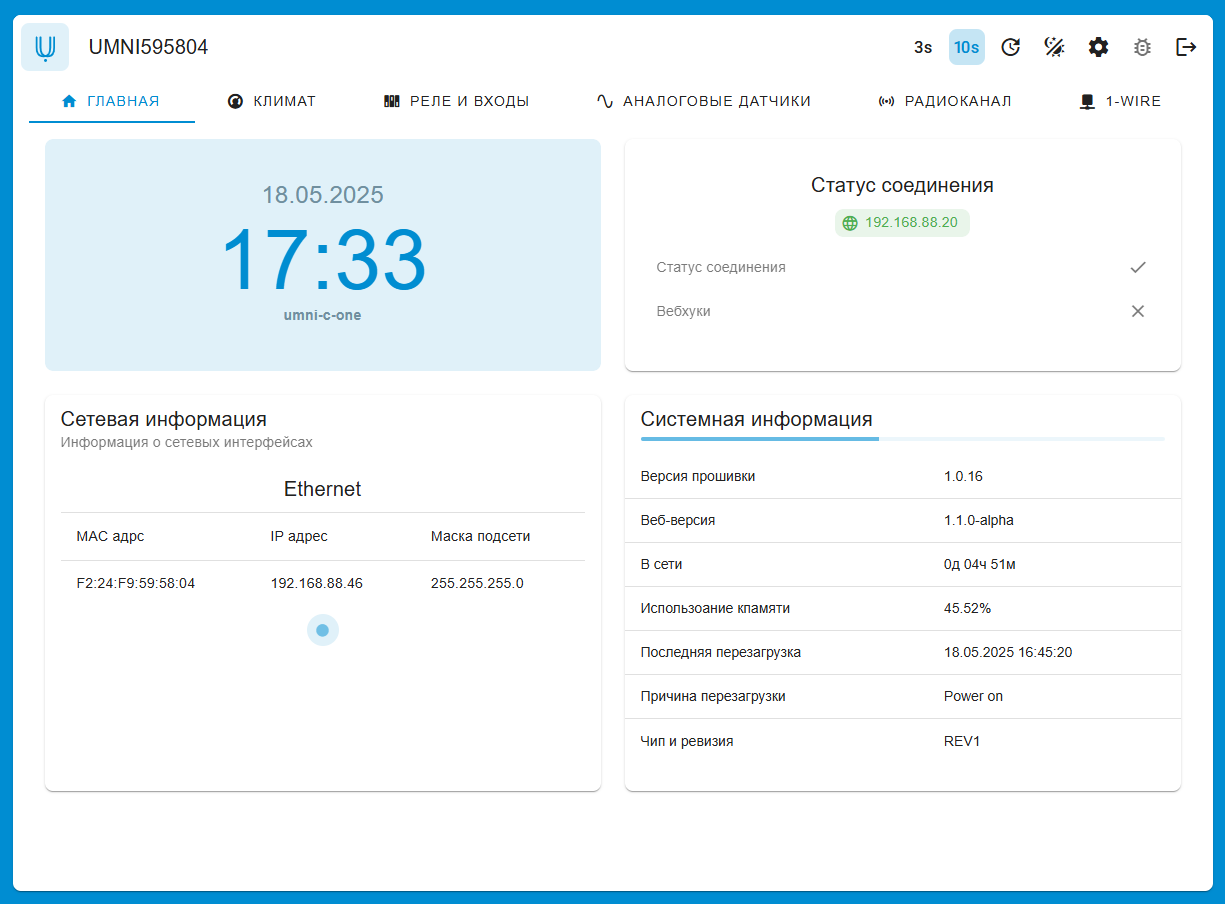 UMNI595804
3s 10s
ГЛАВНАЯ КЛИМАТ РЕЛЕ И ВХОДЫ АНАЛОГОВЫЕ ДАТЧИКИ РАДИОКАНАЛ 1-WIRE
18.05.2025
17:33
umni-c-one
Статус соединения
192.168.88.20
Статус соединения
Вебхуки
Сетевая информация
Информация о сетевых интерфейсах
Ethernet
MAC адрс IP адрес Маска подсети
F2:24:F9:59:58:04 192.168.88.46 255.255.255.0
Системная информация
Версия прошивки 1.0.16
Веб-версия 1.1.0-alpha
В сети 0д 04ч 51м
Использоание кпамяти 45.52%
Последняя перезагрузка 18.05.2025 16:45:20
Причина перезагрузки Power on
Чип и ревизия REV1